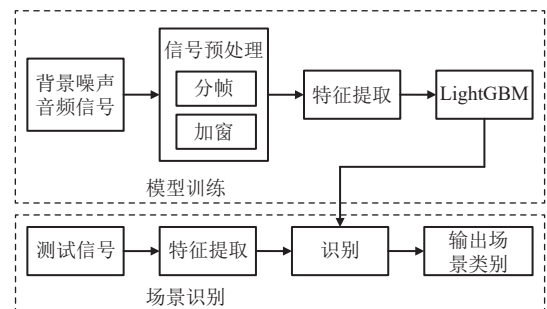 背景噪声
音频信号
信号预处理
分帧
加窗
特征提取
LightGBM
模型训练
测试信号
特征提取
识别
输出场
景类别
场景识别